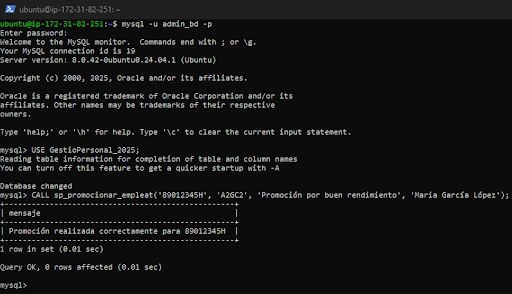 ubuntu@ip-172-31-82-251: ~
ubuntu@ip-172-31-82-251:~$ mysql -u admin_bd -p
Enter password:
Welcome to the MySQL monitor.  Commands end with ; or \g.
Your MySQL connection id is 19
Server version: 8.0.42-0ubuntu0.24.04.1 (Ubuntu)
Copyright (c) 2000, 2025, Oracle and/or its affiliates.
Oracle is a registered trademark of Oracle Corporation and/or its
affiliates. Other names may be trademarks of their respective
owners.
Type 'help;' or '\h' for help. Type '\c' to clear the current input statement.
mysql> USE GestioPersonal_2025;
Reading table information for completion of table and column names
You can turn off this feature to get a quicker startup with -A
Database changed
mysql> CALL sp_promocionar_empleat('89012345H', 'A2GC2', 'Promoción por buen rendimiento', 'Maria García López');
+-----------------------------------------------+
| mensaje                                       |
+-----------------------------------------------+
| Promoción realizada correctamente para 89012345H |
+-----------------------------------------------+
1 row in set (0.01 sec)
Query OK, 0 rows affected (0.01 sec)
mysql>